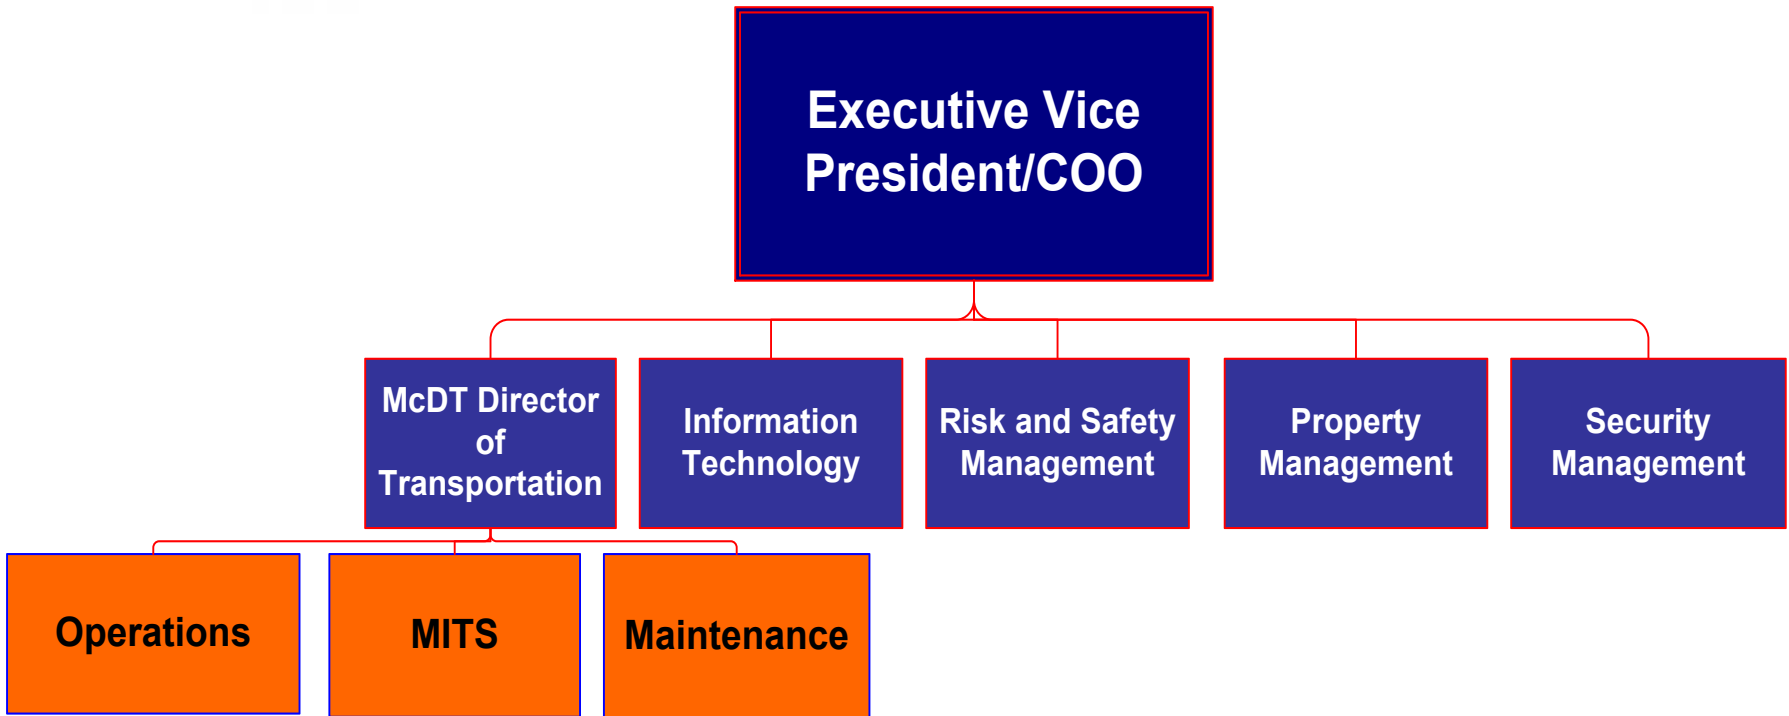 Executive Vice
President/COO
McDT Director
of
Transportation
Information
Technology
Risk and Safety
Management
Property
Management
Security
Management
Operations
MITS
Maintenance